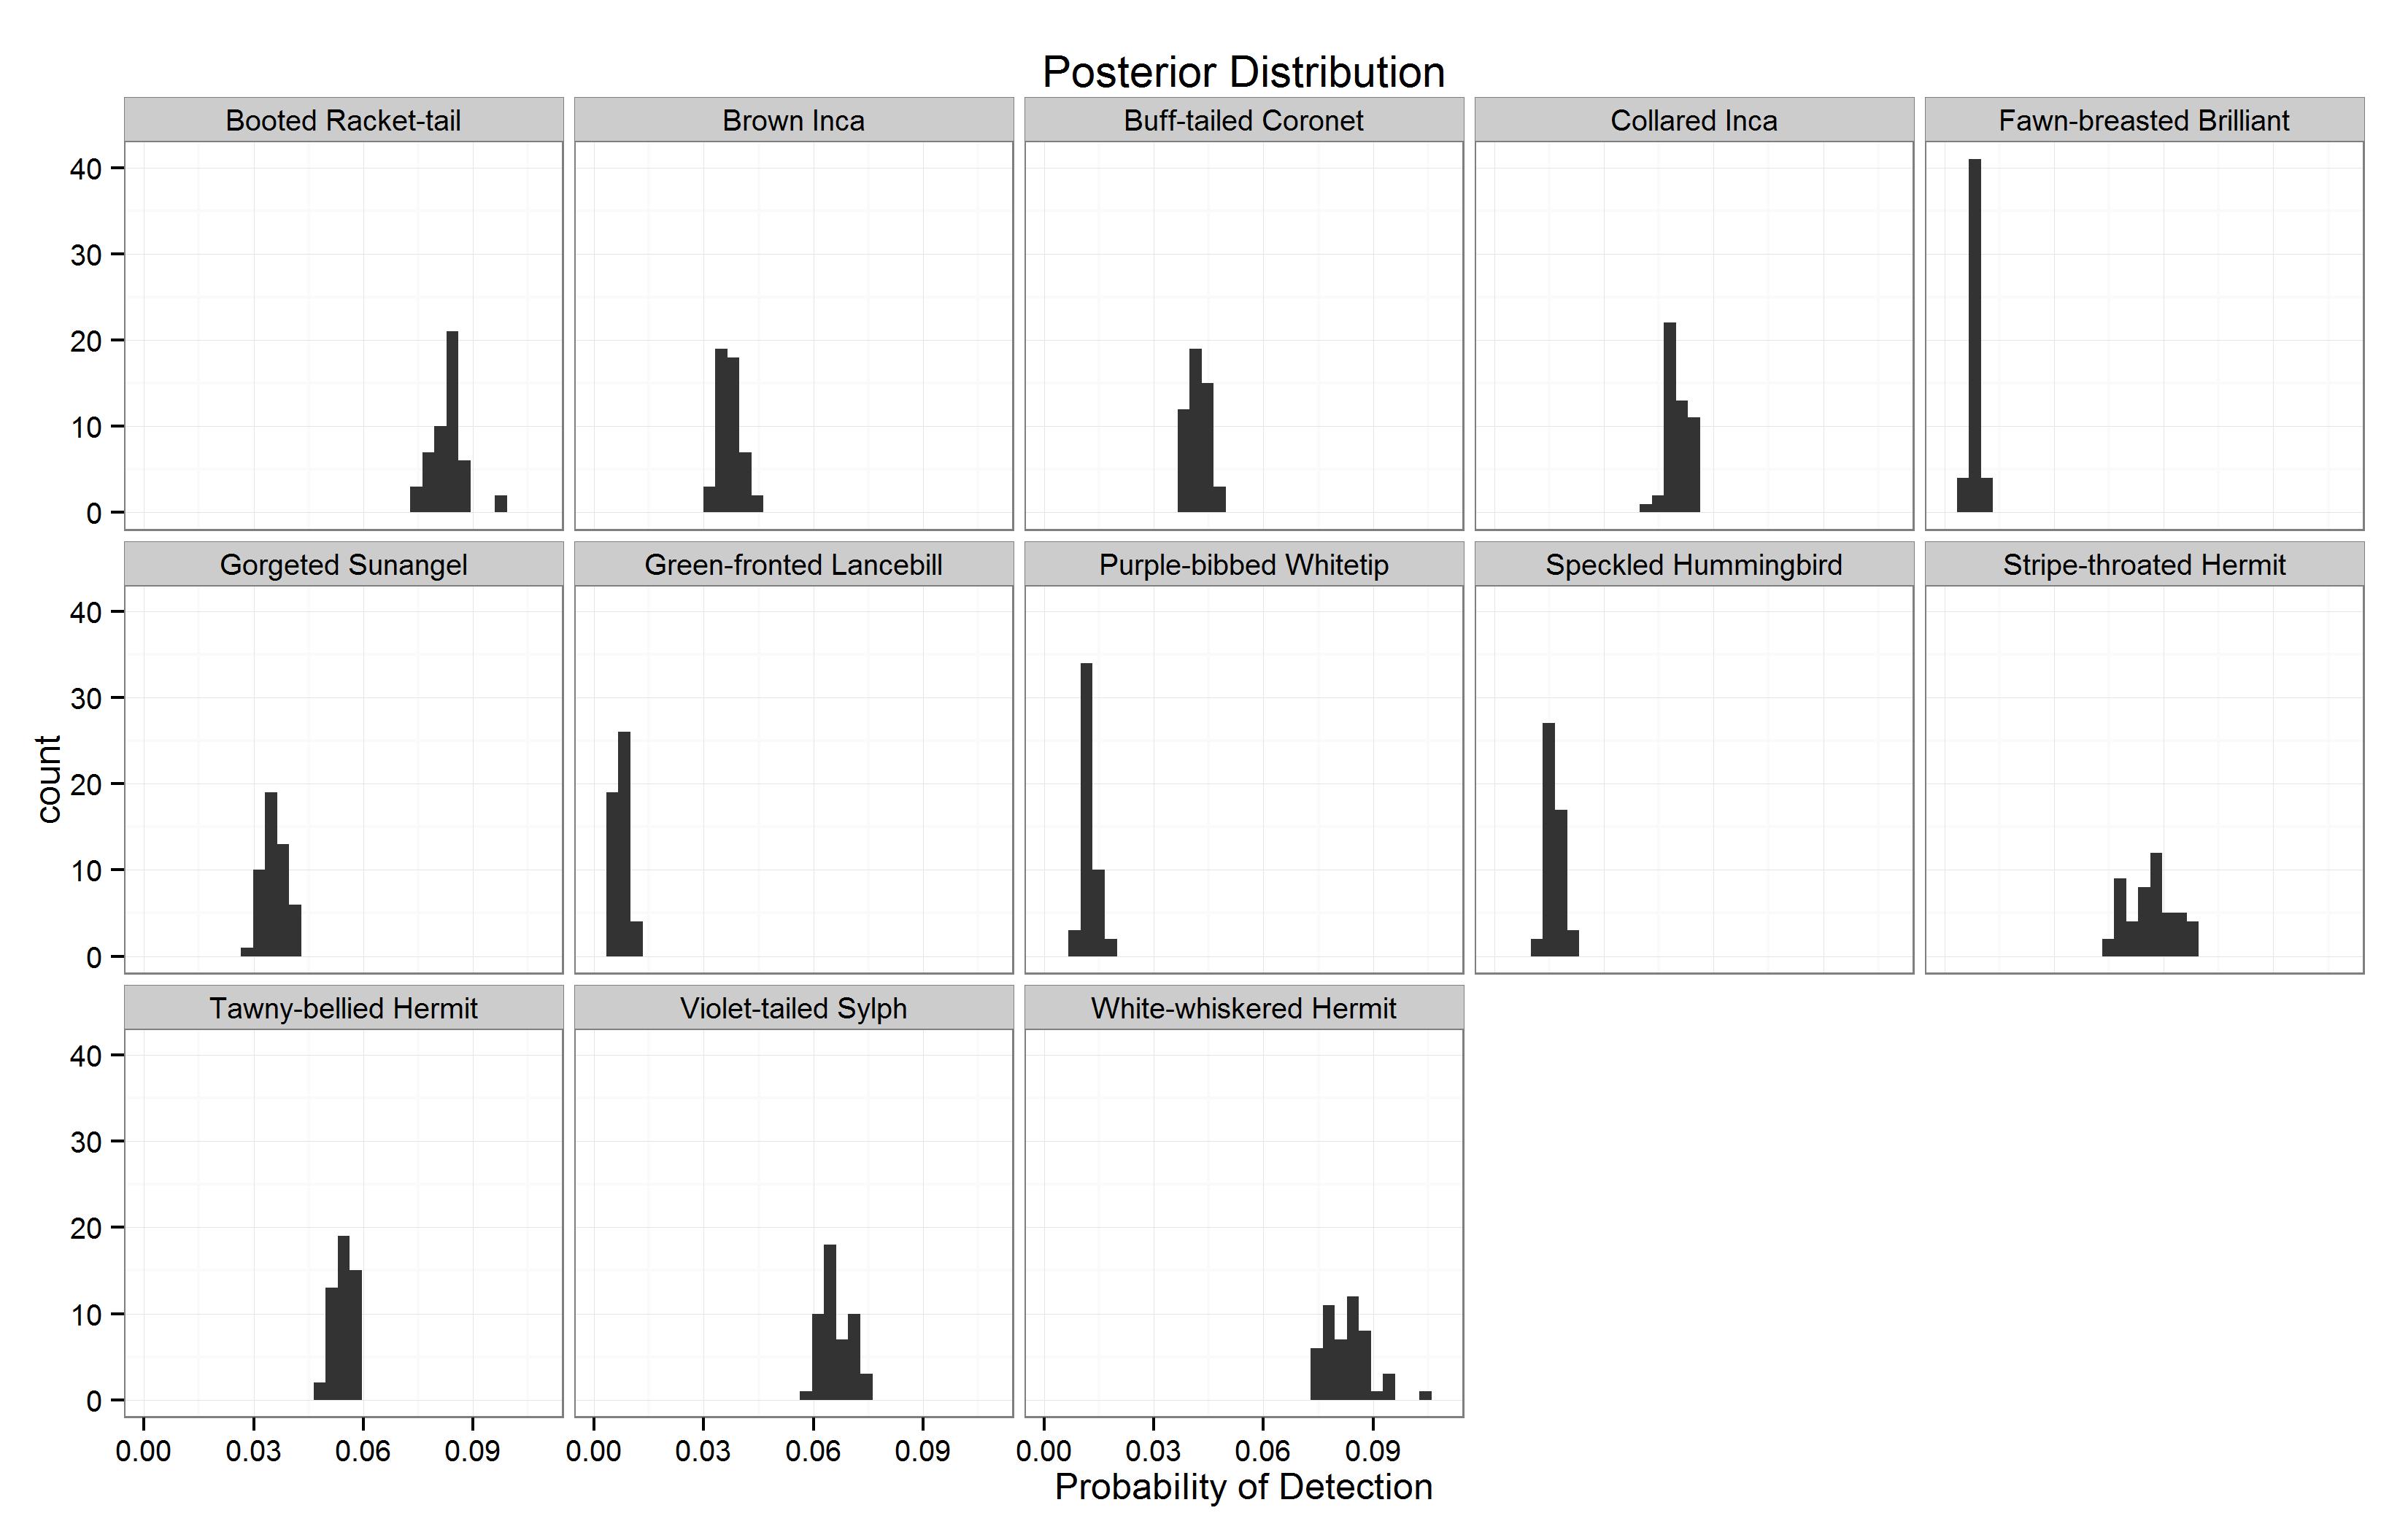 Posterior Distribution
Booted Racket-tail Brown Inca Buff-tailed Coronet Collared Inca Fawn-breasted Brilliant
40
30
20
10
0
Gorgeted Sunangel Green-fronted Lancebill Purple-bibbed Whitetip Speckled Hummingbird Stripe-throated Hermit
40
30
20
10
0
count
Tawny-bellied Hermit Violet-tailed Sylph White-whiskered Hermit
40
30
20
10
0
0.00 0.03 0.06 0.09 0.00 0.03 0.06 0.09 0.00 0.03 0.06 0.09
Probability of Detection